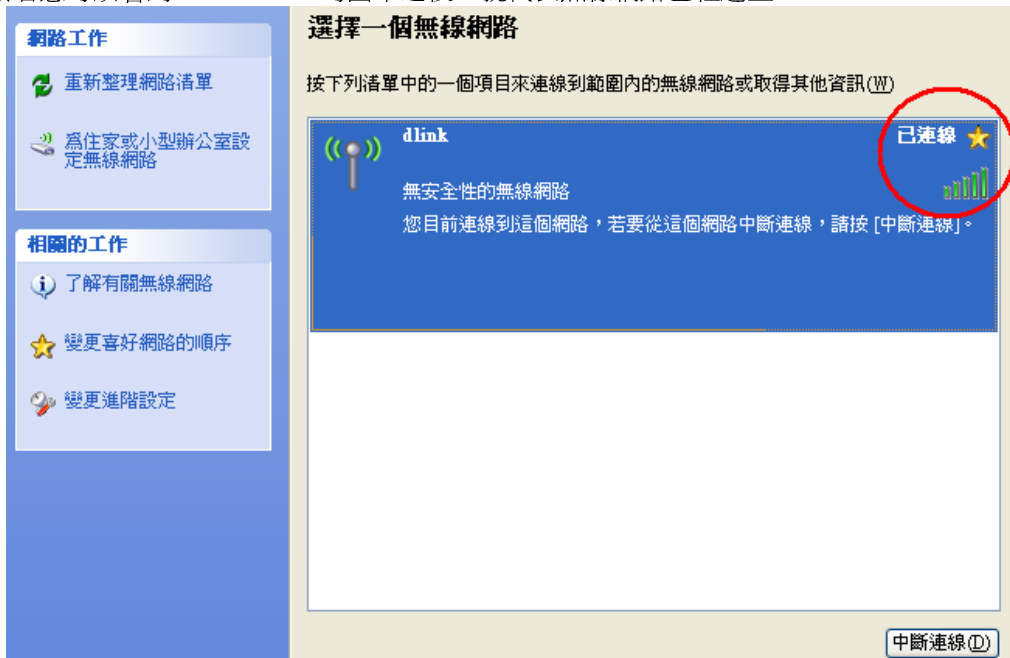 選擇一個無線網路
網路工作
重新整理網路清單
為住家或小型辦公室設
定無線網路
相關的工作
了解有關無線網路
變更喜好網路的順序
變更進階設定
按下列清單中的一個項目來連線到範圍內的無線網路或取得其他資訊(W)
dlink
已連線
無安全性的無線網路
您目前連線到這個網路,若要從這個網路中斷連線,請按 [中斷連線]。
中斷連線(D)